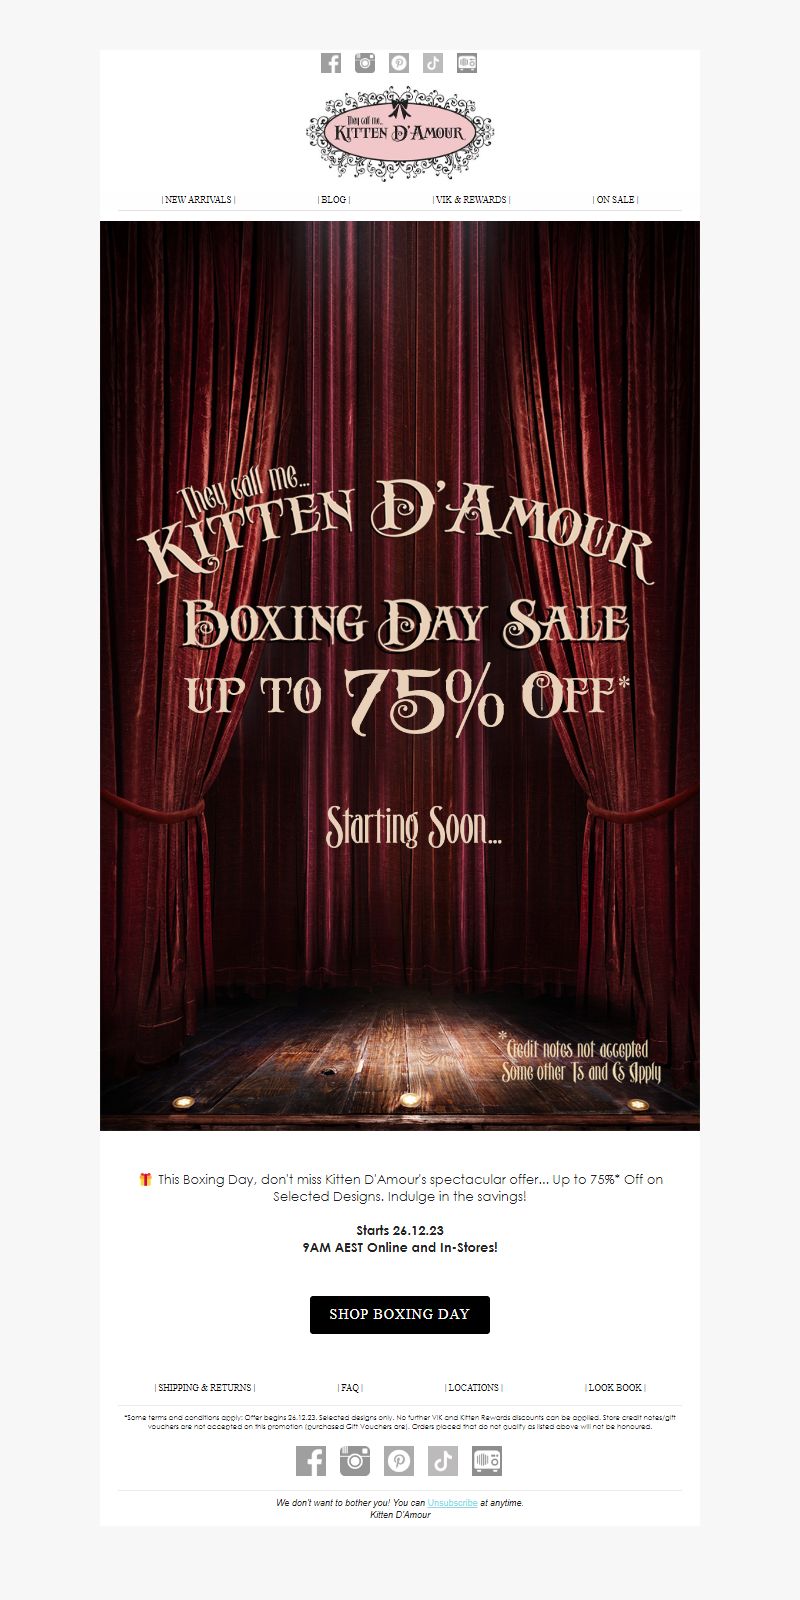 They call me...
KITTEN D'AMOUR
| NEW ARRIVALS |
| BLOG |
| VIK & REWARDS |
| ON SALE |
They call me...
KITTEN D'AMOUR
BOXING DAY SALE
UP TO 75% OFF*
Starting Soon...
*Credit notes not accepted
Some other Ts and Cs Apply
🎁 This Boxing Day, don't miss Kitten D'Amour's spectacular offer... Up to 75%* Off on
Selected Designs. Indulge in the savings!
Starts 26.12.23
9AM AEST Online and In-Stores!
SHOP BOXING DAY
| SHIPPING & RETURNS |
| FAQ |
| LOCATIONS |
| LOOK BOOK |
*Some terms and conditions apply: Offer begins 26.12.23. Selected designs only. No further VIK and Kitten Rewards discounts can be applied. Store credit notes/gift
vouchers are not accepted on this promotion (purchased Gift Vouchers are). Orders placed that do not qualify as listed above will not be honoured.
We don't want to bother you! You can Unsubscribe at anytime.
Kitten D'Amour